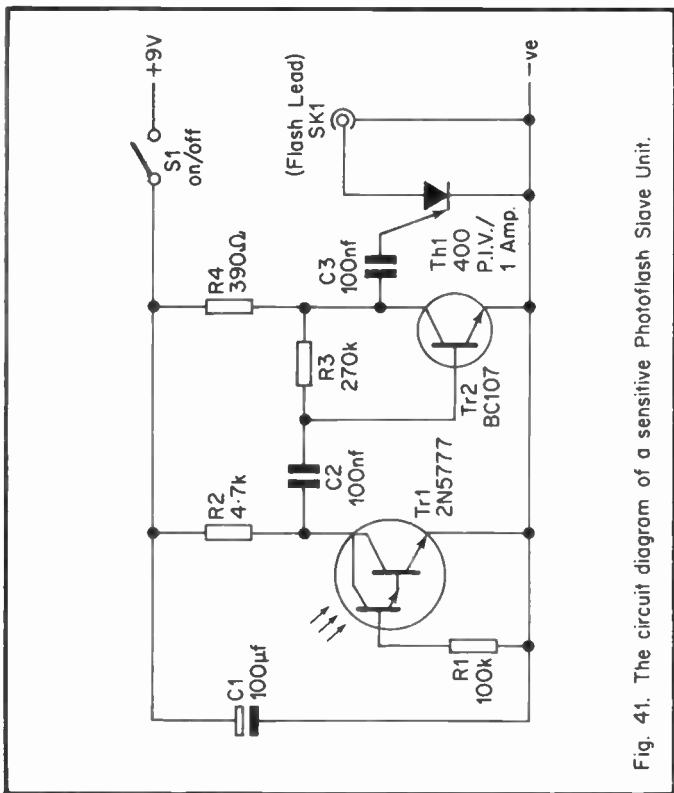 S1
on/off
+9V
R2
4·7k
R4
390Ω
C1
100µf
C2
100nf
R3
270k
C3
100nf
(Flash Lead)
SK1
R1
100k
Tr1
2N5777
Tr2
BC107
Th1
400
P.I.V./
1 Amp.
-ve
Fig. 41. The circuit diagram of a sensitive Photoflash Slave Unit.